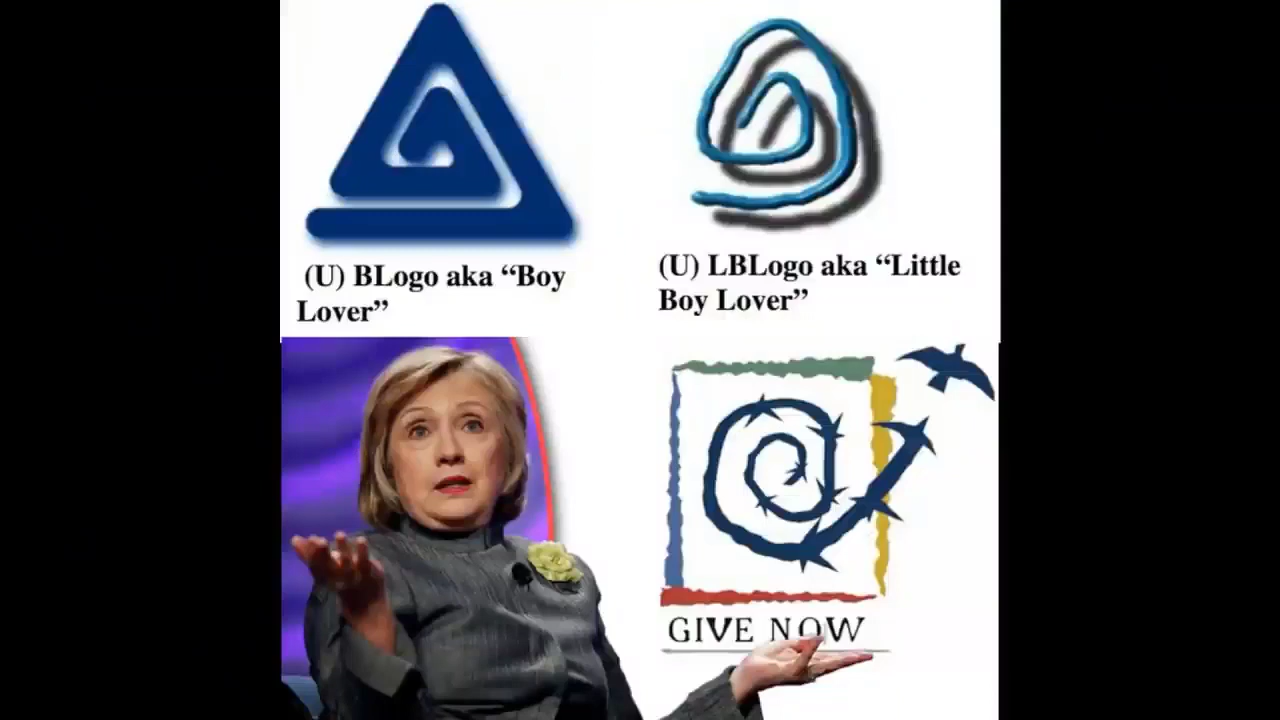 (U) BLogo aka “Boy
Lover”
(U) LBLogo aka “Little
Boy Lover”
GIVE NOW